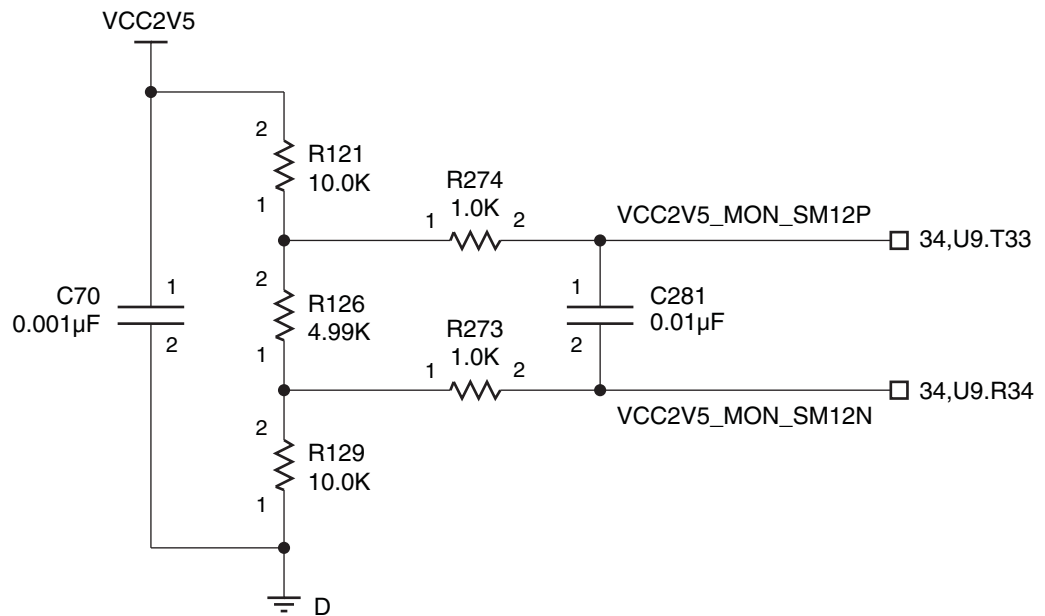 VCC2V5
2
R121
10.0K
1
R274
1.0K
1
2
VCC2V5_MON_SM12P
34,U9.T33
C70
0.001µF
1
2
2
R126
4.99K
1
C281
0.01µF
1
2
R273
1.0K
1
2
VCC2V5_MON_SM12N
34,U9.R34
2
R129
10.0K
1
D